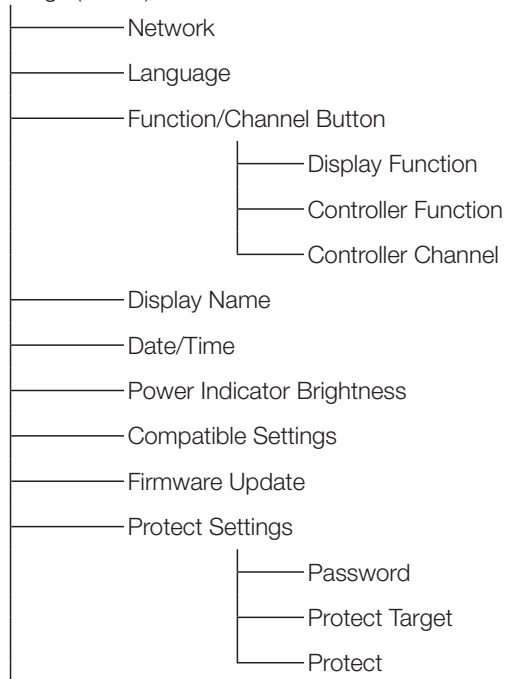 Network
Language
Function/Channel Button
Display Function
Controller Function
Controller Channel
Display Name
Date/Time
Power Indicator Brightness
Compatible Settings
Firmware Update
Protect Settings
Password
Protect Target
Protect